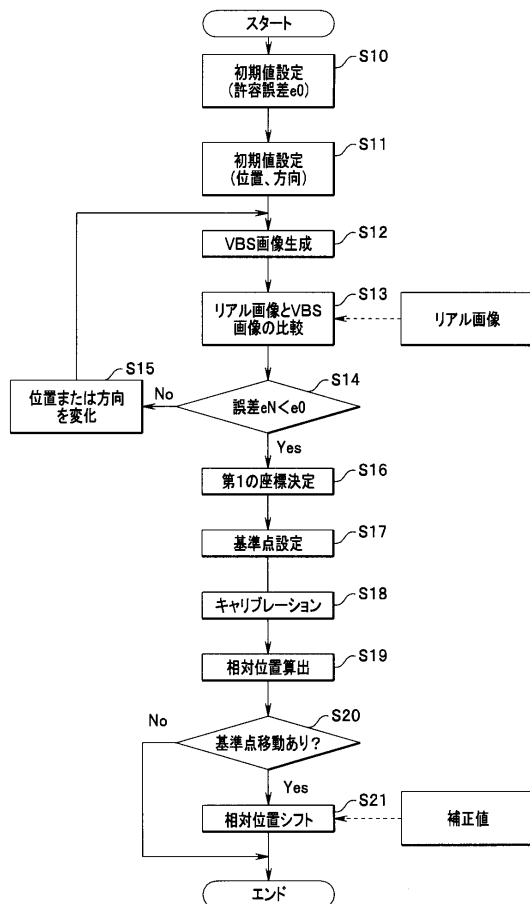 スタート
S10
初期値設定
(許容誤差e0)
S11
初期値設定
(位置、方向)
S12
VBS画像生成
S13
リアル画像とVBS
画像の比較
リアル画像
S14
誤差eN<e0
No
S15
位置または方向
を変化
Yes
S16
第1の座標決定
S17
基準点設定
S18
キャリブレーション
S19
相対位置算出
S20
基準点移動あり?
No
Yes
S21
相対位置シフト
補正値
エンド